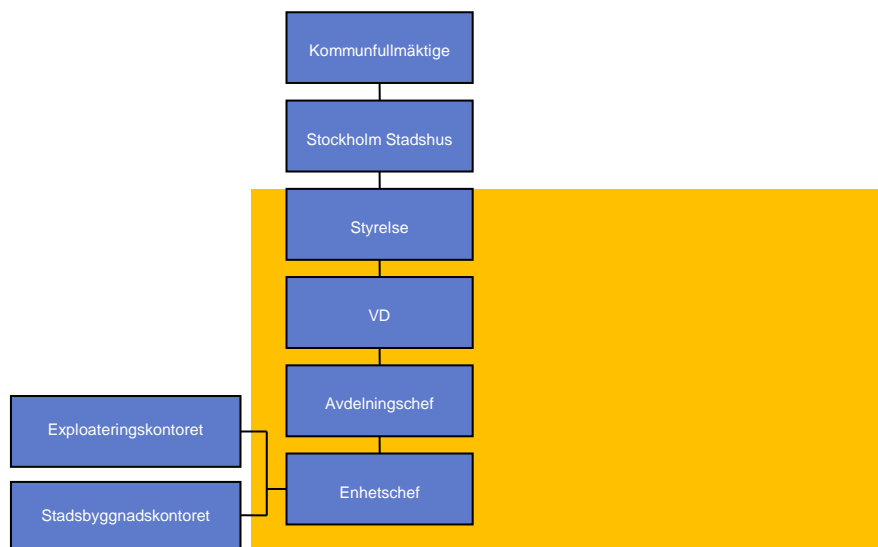 Kommunfullmäktige
Stockholm Stadshus
Styrelse
VD
Avdelningschef
Exploateringskontoret
Enhetschef
Stadsbyggnadskontoret